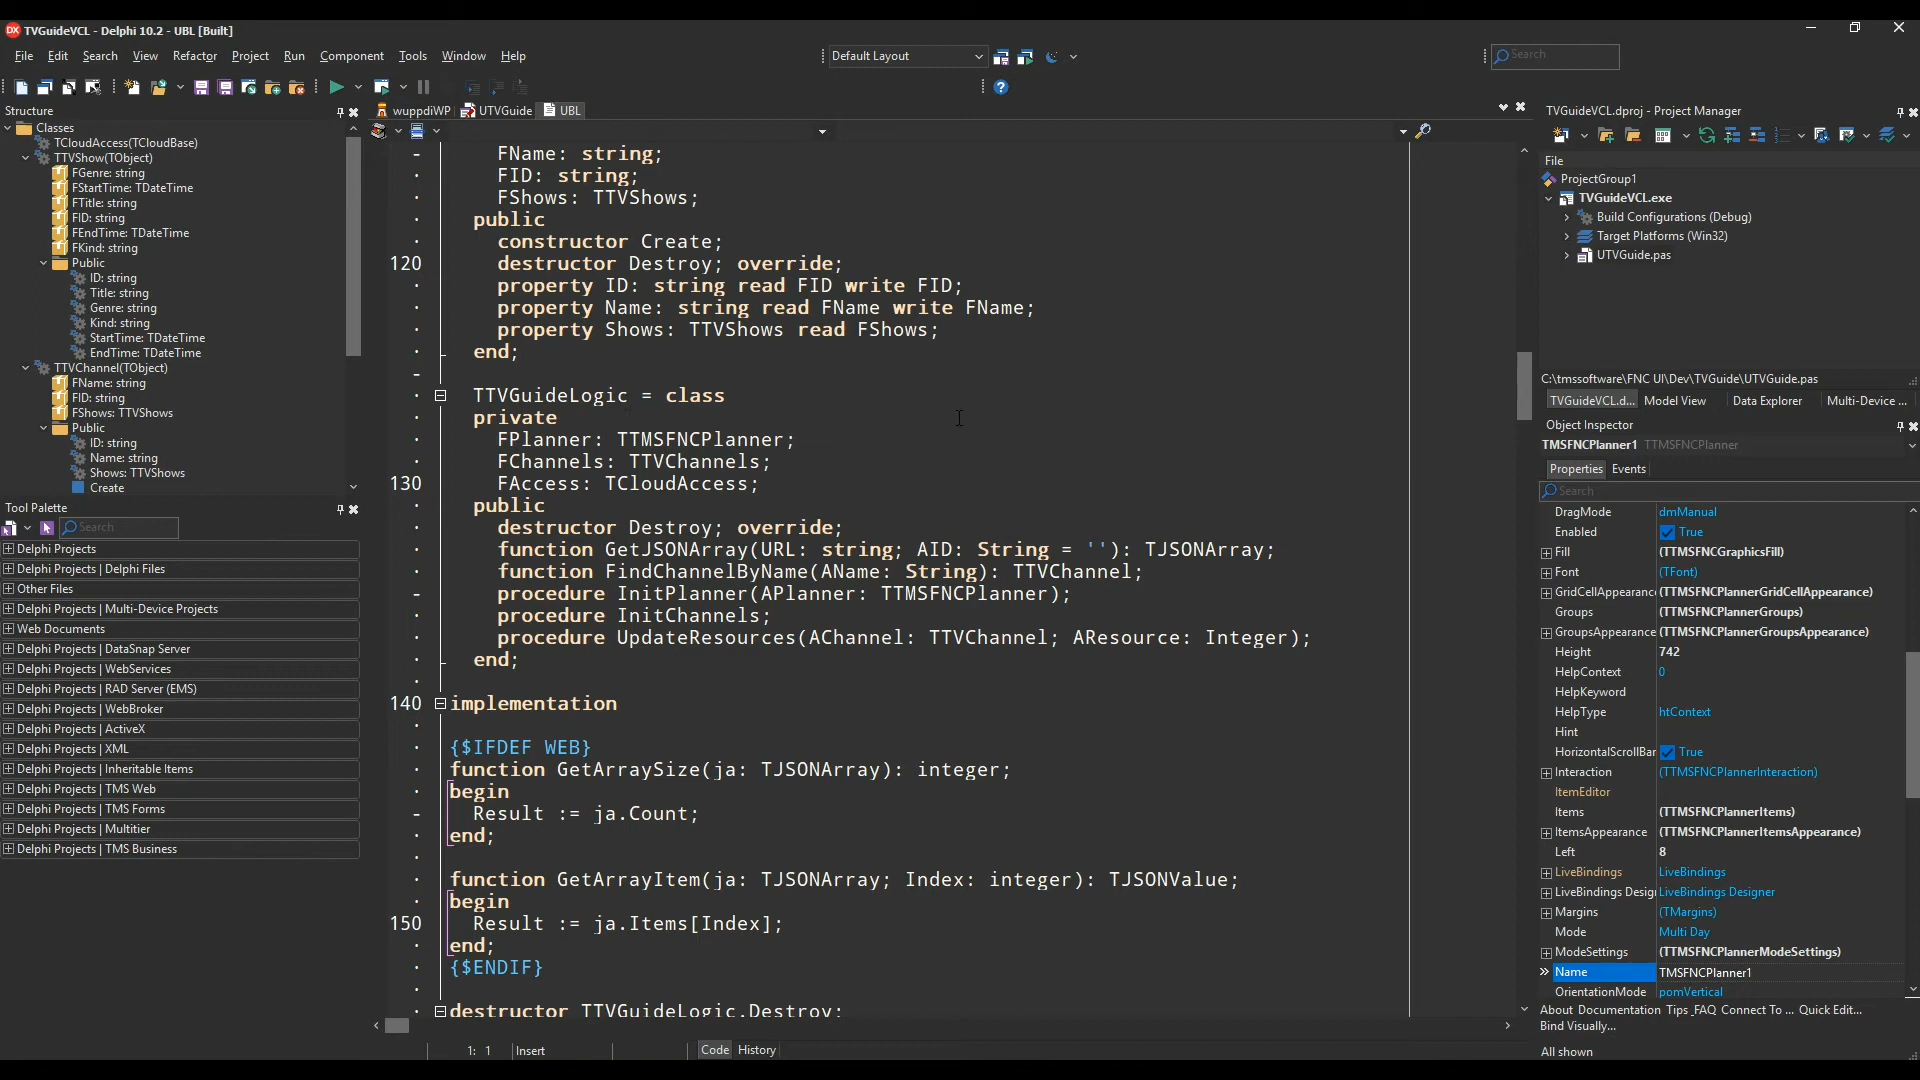 TVGuideVCL - Delphi 10.2 - UBL [Built]
File Edit Search View Refactor Project Run Component Tools Window Help
Default Layout
Search
Structure
Classes
TCloudAccess(TCloudBase)
TTVShow(TObject)
FGenre: string
FStartTime: TDateTime
FTitle: string
FID: string
FEndTime: TDateTime
FKind: string
Public
ID: string
Title: string
Genre: string
Kind: string
StartTime: TDateTime
EndTime: TDateTime
TTVChannel(TObject)
FName: string
FID: string
FShows: TTVShows
Public
ID: string
Name: string
Shows: TTVShows
Create
Tool Palette
Search
Delphi Projects
Delphi Projects | Delphi Files
Other Files
Delphi Projects | Multi-Device Projects
Web Documents
Delphi Projects | DataSnap Server
Delphi Projects | WebServices
Delphi Projects | RAD Server (EMS)
Delphi Projects | WebBroker
Delphi Projects | ActiveX
Delphi Projects | XML
Delphi Projects | Inheritable Items
Delphi Projects | TMS Web
Delphi Projects | TMS Forms
Delphi Projects | Multitier
Delphi Projects | TMS Business
wuppdiWP UTVGuide UBL
FName: string;
FID: string;
FShows: TTVShows;
public
constructor Create;
120 destructor Destroy; override;
property ID: string read FID write FID;
property Name: string read FName write FName;
property Shows: TTVShows read FShows;
end;
TTVGuideLogic = class
private
FPlanner: TTMSFNCPlanner;
FChannels: TTVChannels;
130 FAccess: TCloudAccess;
public
destructor Destroy; override;
function GetJSONArray(URL: string; AID: String = ''): TJSONArray;
function FindChannelByName(AName: String): TTVChannel;
procedure InitPlanner(APlanner: TTMSFNCPlanner);
procedure InitChannels;
procedure UpdateResources(AChannel: TTVChannel; AResource: Integer);
end;
140 implementation
{$IFDEF WEB}
function GetArraySize(ja: TJSONArray): integer;
begin
Result := ja.Count;
end;
function GetArrayItem(ja: TJSONArray; Index: integer): TJSONValue;
begin
150 Result := ja.Items[Index];
end;
{$ENDIF}
destructor TTVGuideLogic.Destroy;
1: 1 Insert
Code History
TVGuideVCL.dproj - Project Manager
File
ProjectGroup1
TVGuideVCL.exe
Build Configurations (Debug)
Target Platforms (Win32)
UTVGuide.pas
C:\tmssoftware\FNC UI\Dev\TVGuide\UTVGuide.pas
TVGuideVCL.d... Model View Data Explorer Multi-Device ...
Object Inspector
TMSFNCPlanner1 TTMSFNCPlanner
Properties Events
Search
DragMode dmManual
Enabled True
Fill (TTMSFNCGraphicsFill)
Font (TFont)
GridCellAppearanc (TTMSFNCPlannerGridCellAppearance)
Groups (TTMSFNCPlannerGroups)
GroupsAppearance (TTMSFNCPlannerGroupsAppearance)
Height 742
HelpContext 0
HelpKeyword
HelpType htContext
Hint
HorizontalScrollBar True
Interaction (TTMSFNCPlannerInteraction)
ItemEditor
Items (TTMSFNCPlannerItems)
ItemsAppearance (TTMSFNCPlannerItemsAppearance)
Left 8
LiveBindings LiveBindings
LiveBindings Desig LiveBindings Designer
Margins (TMargins)
Mode Multi Day
ModeSettings (TTMSFNCPlannerModeSettings)
Name TMSFNCPlanner1
OrientationMode pomVertical
About Documentation Tips_FAQ Connect To ... Quick Edit...
Bind Visually...
All shown